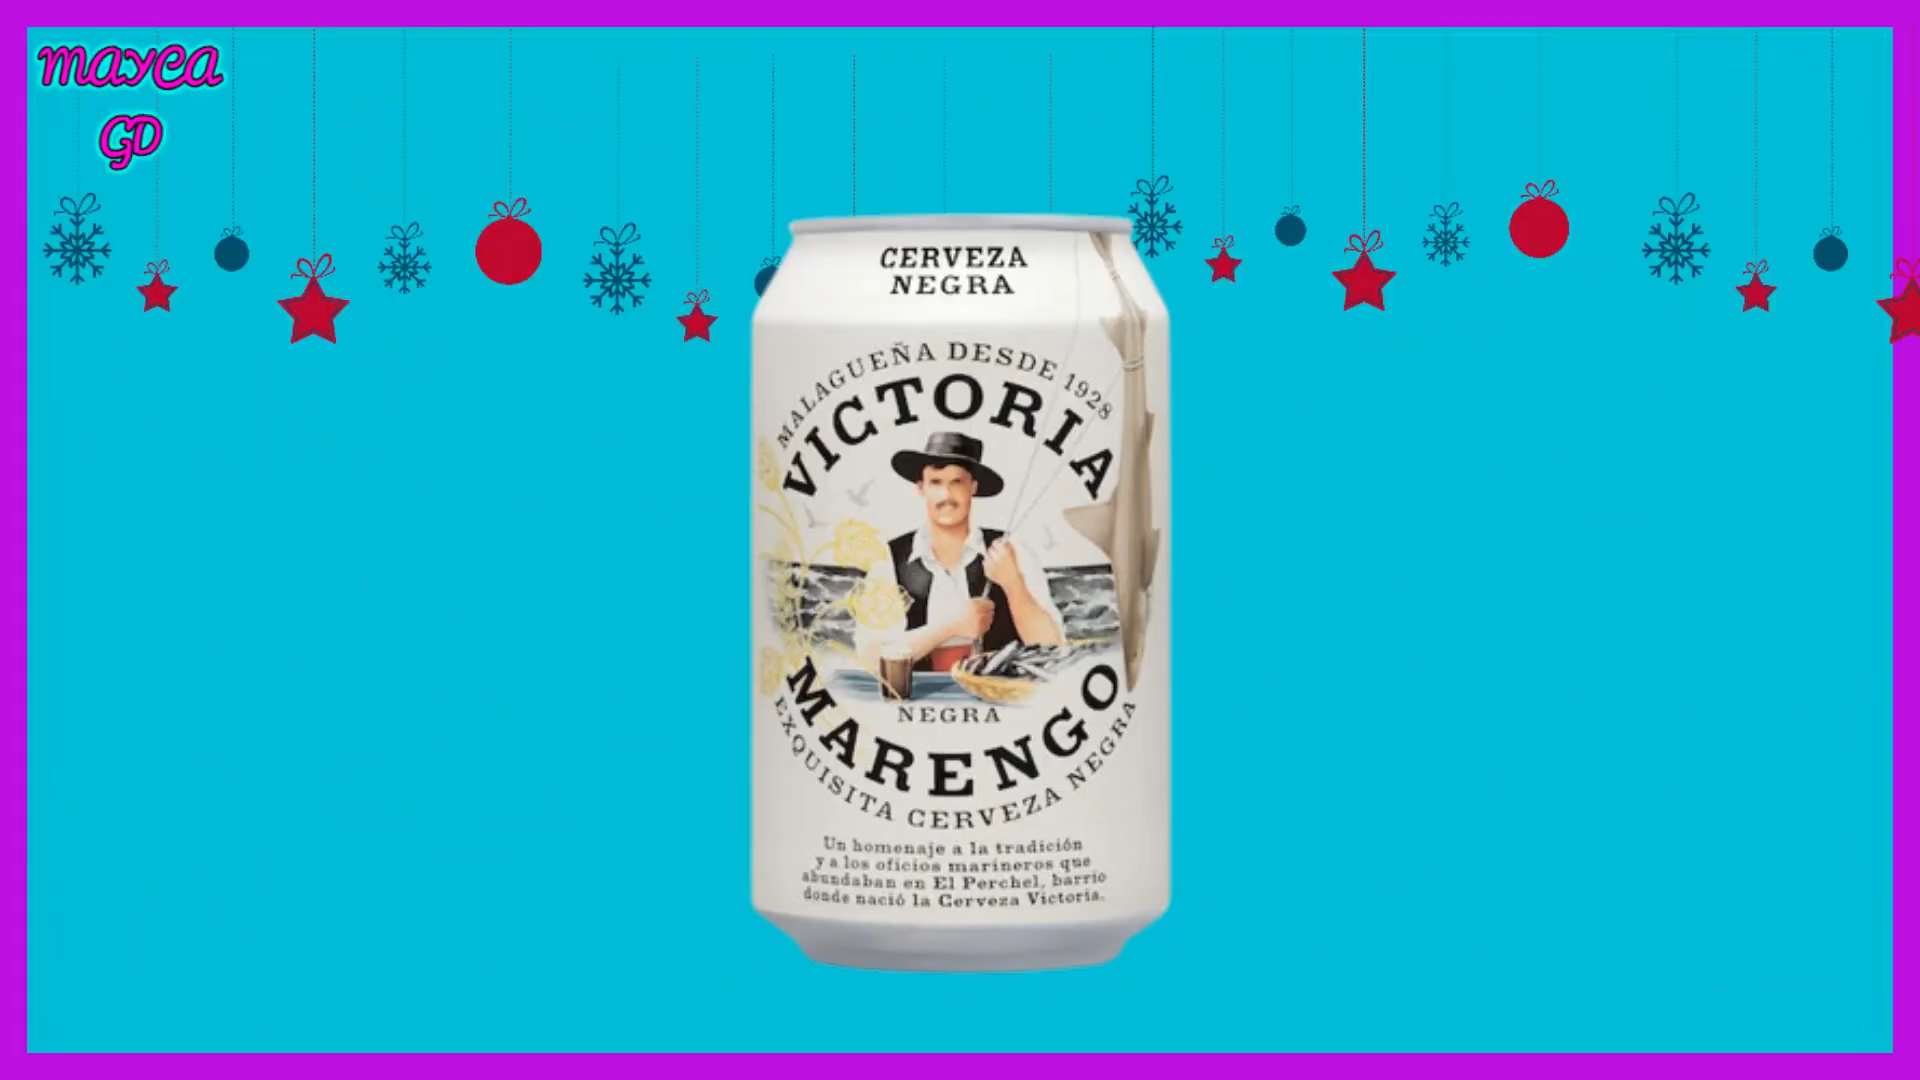 mayca
GD
CERVEZA
NEGRA
MALAGUEÑA DESDE 1928
VICTORIA
NEGRA
MARENGO
EXQUISITA CERVEZA NEGRA
Un homenaje a la tradición
y a los oficios marineros que
abundaban en El Perchel, barrio
donde nació la Cerveza Victoria.